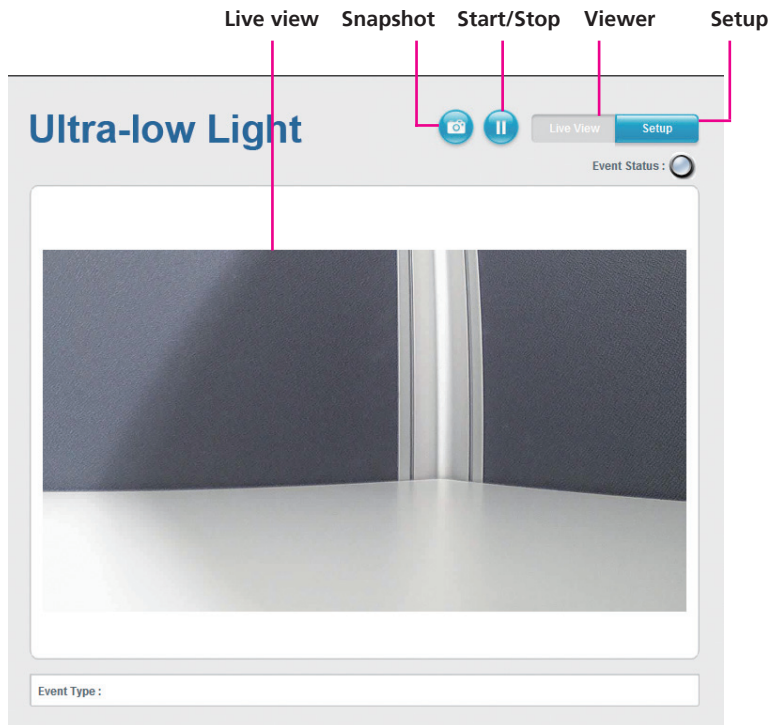 Live view Snapshot Start/Stop Viewer Setup
Ultra-low Light
Live View Setup
Event Status :
Event Type :